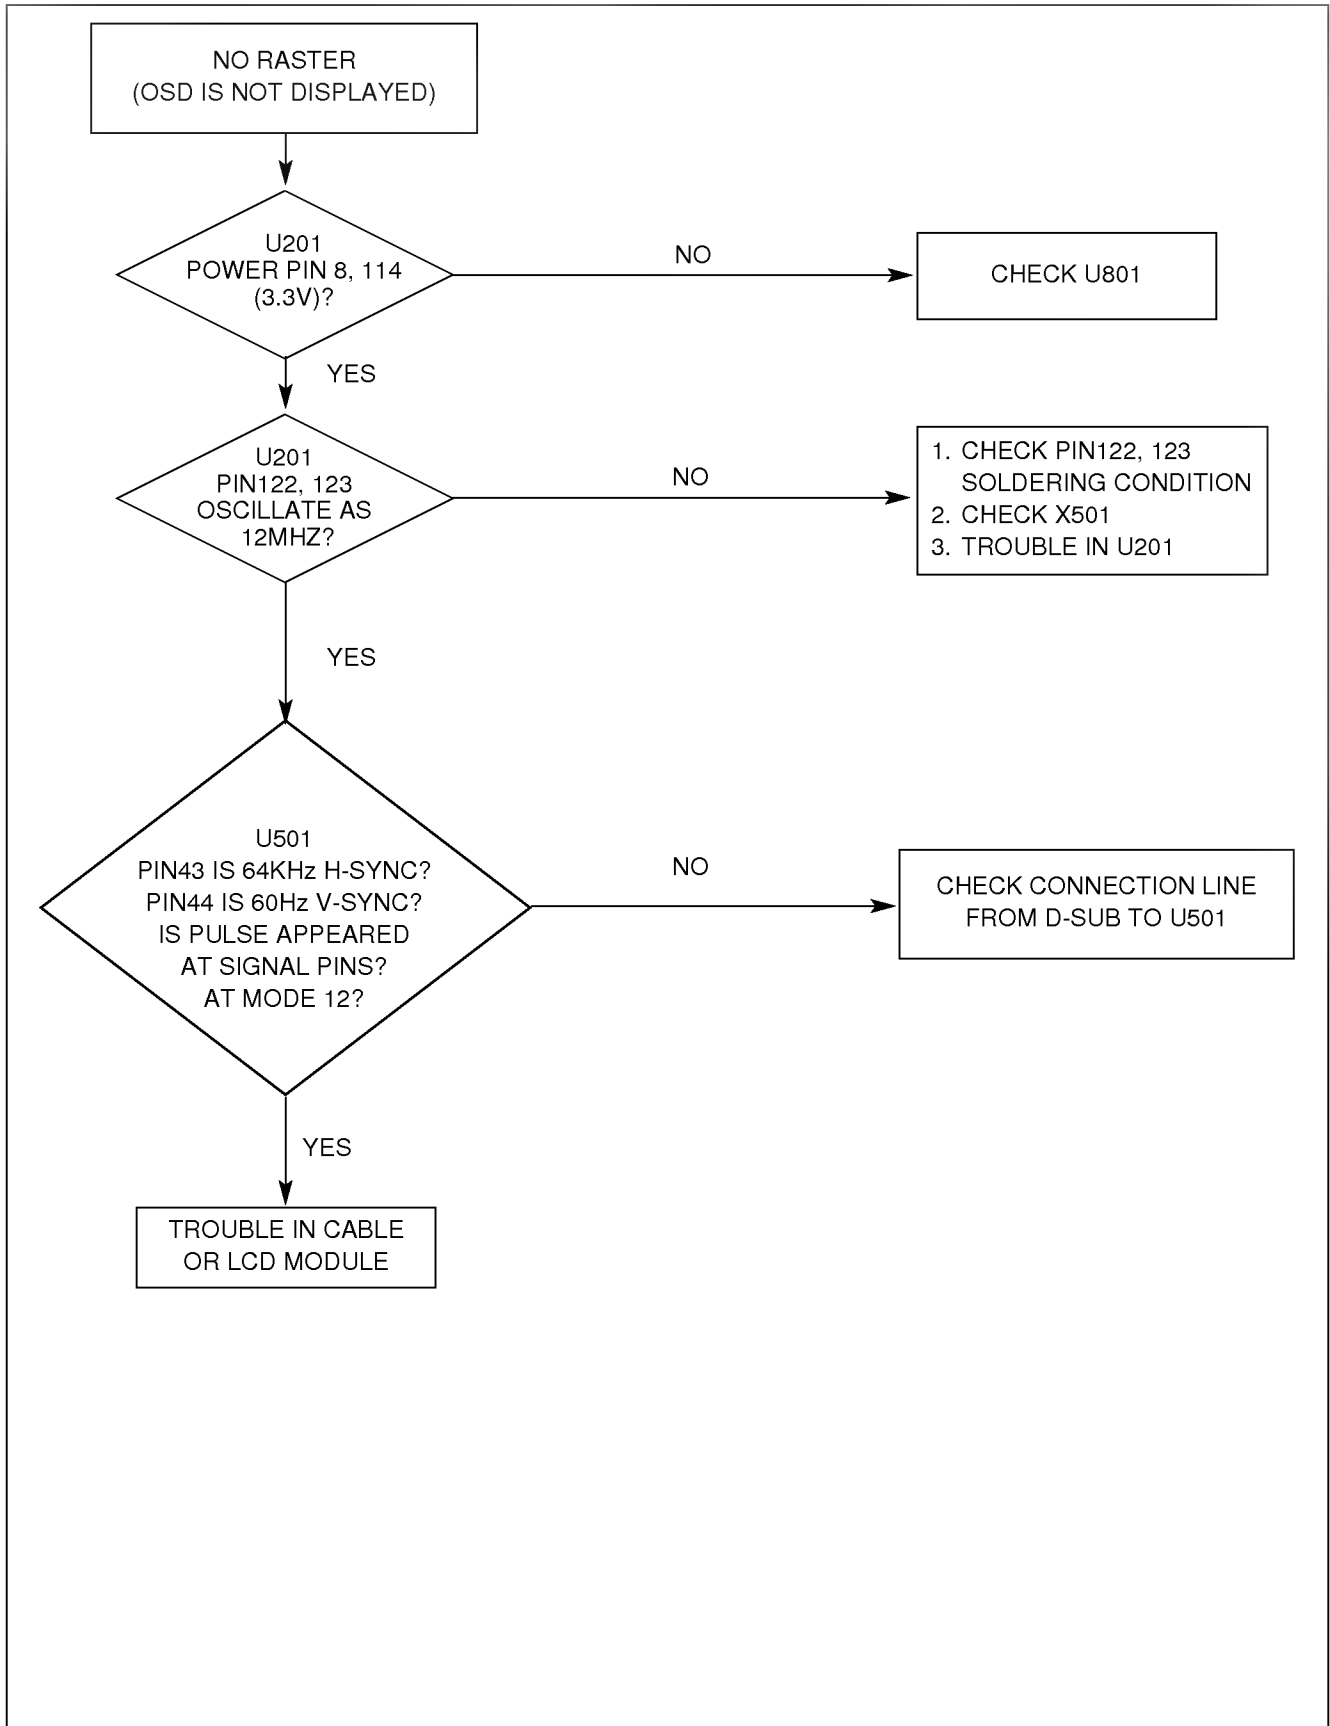 NO RASTER
(OSD IS NOT DISPLAYED)
U201
POWER PIN 8, 114
(3.3V)?
NO
CHECK U801
YES
U201
PIN122, 123
OSCILLATE AS
12MHZ?
NO
1. CHECK PIN122, 123
SOLDERING CONDITION
2. CHECK X501
3. TROUBLE IN U201
YES
U501
PIN43 IS 64KHz H-SYNC?
PIN44 IS 60Hz V-SYNC?
IS PULSE APPEARED
AT SIGNAL PINS?
AT MODE 12?
NO
CHECK CONNECTION LINE
FROM D-SUB TO U501
YES
TROUBLE IN CABLE
OR LCD MODULE